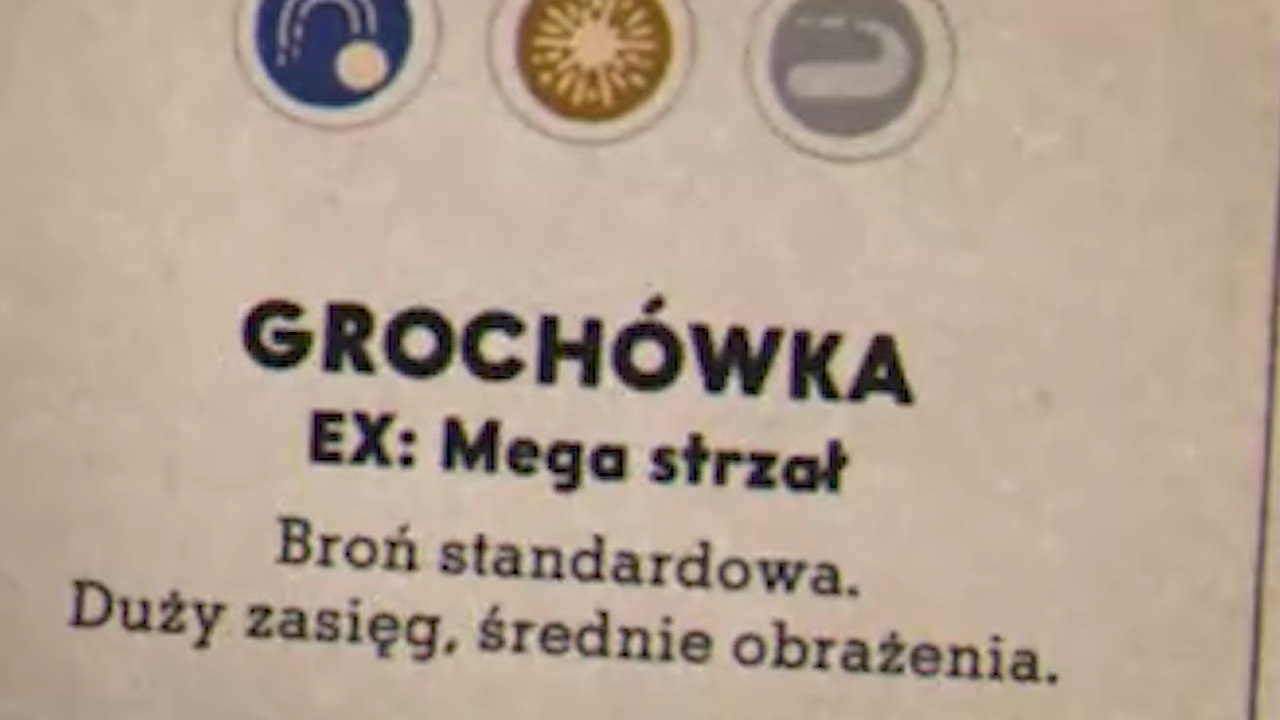 GROCHÓWKA
EX: Mega strzał
Broń standardowa.
Duży zasięg, średnie obrażenia.